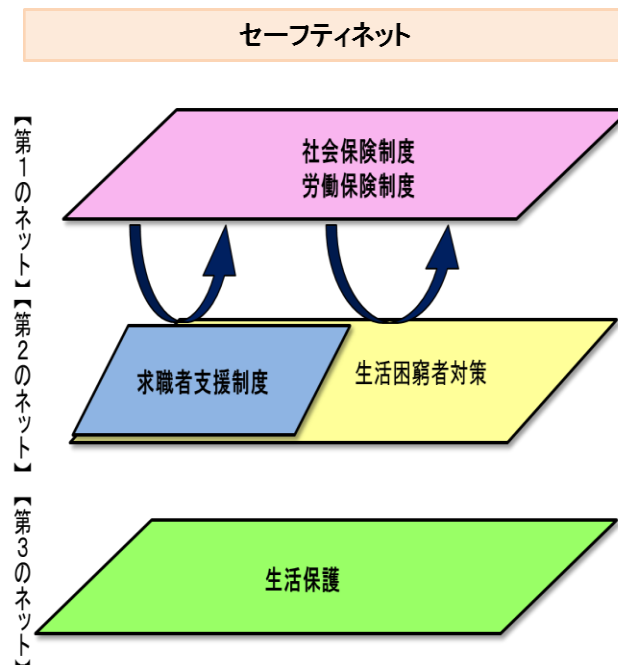 セーフティネット
【第1のネット】
社会保険制度
労働保険制度
【第2のネット】
求職者支援制度
生活困窮者対策
【第3のネット】
生活保護